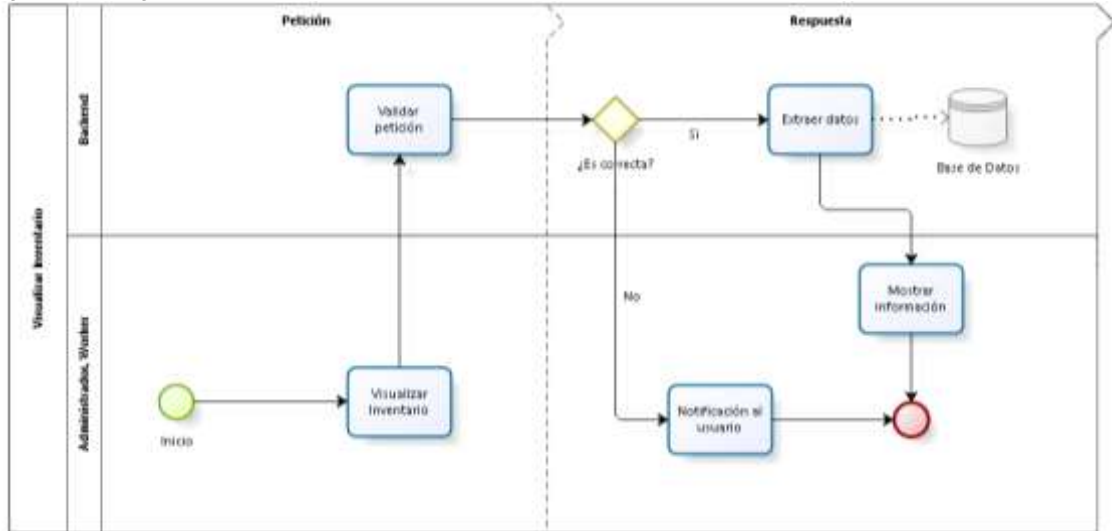 Petición
Respuesta
Visualizar Inventario
Backend
Validar
petición
¿Es correcta?
Si
Extraer datos
Base de Datos
Administrador, Worker
Inicio
Visualizar
Inventario
No
Notificación al
usuario
Mostrar
información